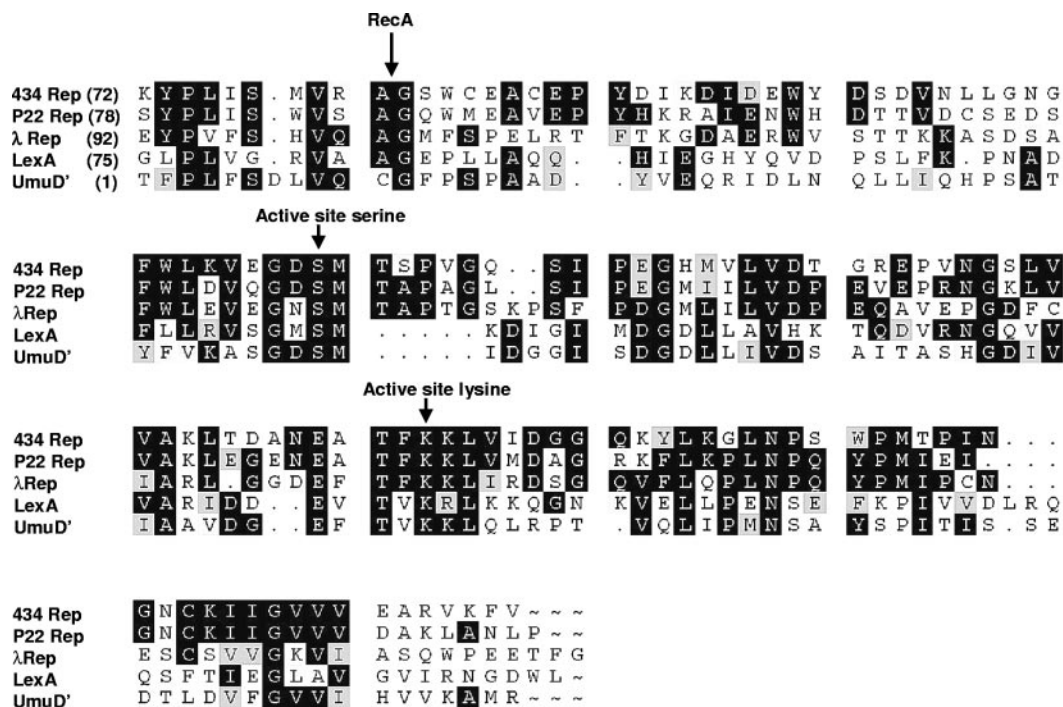 RecA
434 Rep (72) K Y P L I S . M V R A G S W C E A C E P Y D I K D I D E W Y D S D V N L L G N G
P22 Rep (78) S Y P L I S . W V S A G Q W M E A V E P Y H K R A I E N W H D T T V D C S E D S
λ Rep (92) E Y P V F S . H V Q A G M F S P E L R T F T K G D A E R W V S T T K K A S D S A
LexA (75) G L P L V G . R V A A G E P L L A Q Q . . H I E G H Y Q V D P S L F K . P N A D
UmuD' (1) T F P L F S D L V Q C G F P S P A A D . . Y V E Q R I D L N Q L L I Q H P S A T
Active site serine
434 Rep F W L K V E G D S M T S P V G Q . . S I P E G H M V L V D T G R E P V N G S L V
P22 Rep F W L D V Q G D S M T A P A G L . . S I P E G M I I L V D P E V E P R N G K L V
λRep F W L E V E G N S M T A P T G S K P S F P D G M L I L V D P E Q A V E P G D F C
LexA F L L R V S G M S M . . . . . K D I G I M D G D L L A V H K T Q D V R N G Q V V
UmuD' Y F V K A S G D S M . . . . . I D G G I S D G D L L I V D S A I T A S H G D I V
Active site lysine
434 Rep V A K L T D A N E A T F K K L V I D G G Q K Y L K G L N P S W P M T P I N . . .
P22 Rep V A K L E G E N E A T F K K L V M D A G R K F L K P L N P Q Y P M I E I . . . .
λRep I A R L . G G D E F T F K K L I R D S G Q V F L Q P L N P Q Y P M I P C N . . .
LexA V A R I D D . . E V T V K R L K K Q G N K V E L L P E N S E F K P I V V D L R Q
UmuD' I A A V D G . . E F T V K K L Q L R P T . V Q L I P M N S A Y S P I T I S . S E
434 Rep G N C K I I G V V V E A R V K F V ~ ~ ~
P22 Rep G N C K I I G V V V D A K L A N L P ~ ~
λRep E S C S V V G K V I A S Q W P E E T F G
LexA Q S F T I E G L A V G V I R N G D W L ~
UmuD' D T L D V F G V V I H V V K A M R ~ ~ ~